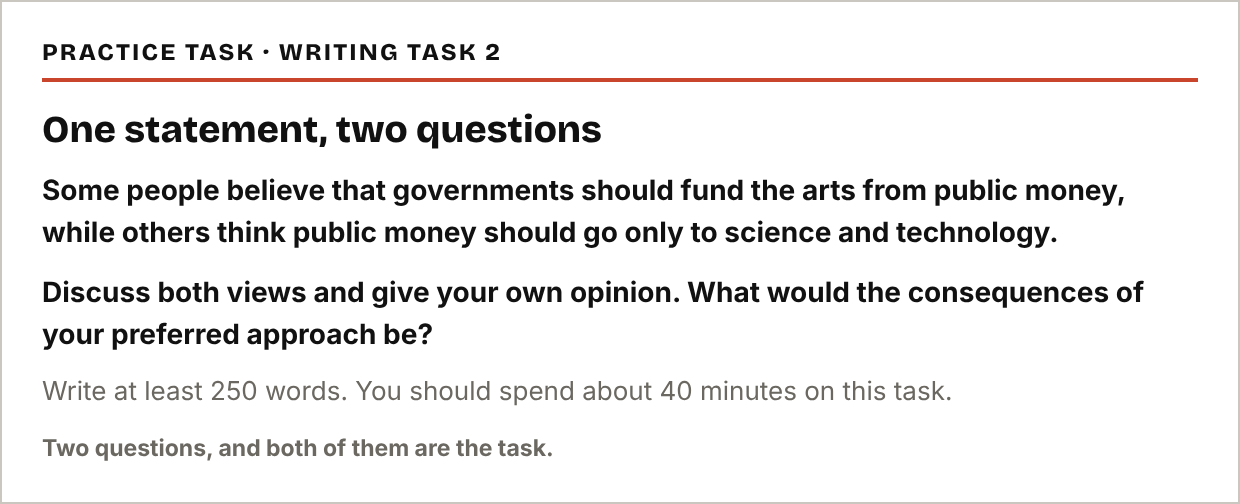 PRACTICE TASK · WRITING TASK 2
One statement, two questions
Some people believe that governments should fund the arts from public money,
while others think public money should go only to science and technology.
Discuss both views and give your own opinion. What would the consequences of
your preferred approach be?
Write at least 250 words. You should spend about 40 minutes on this task.
Two questions, and both of them are the task.